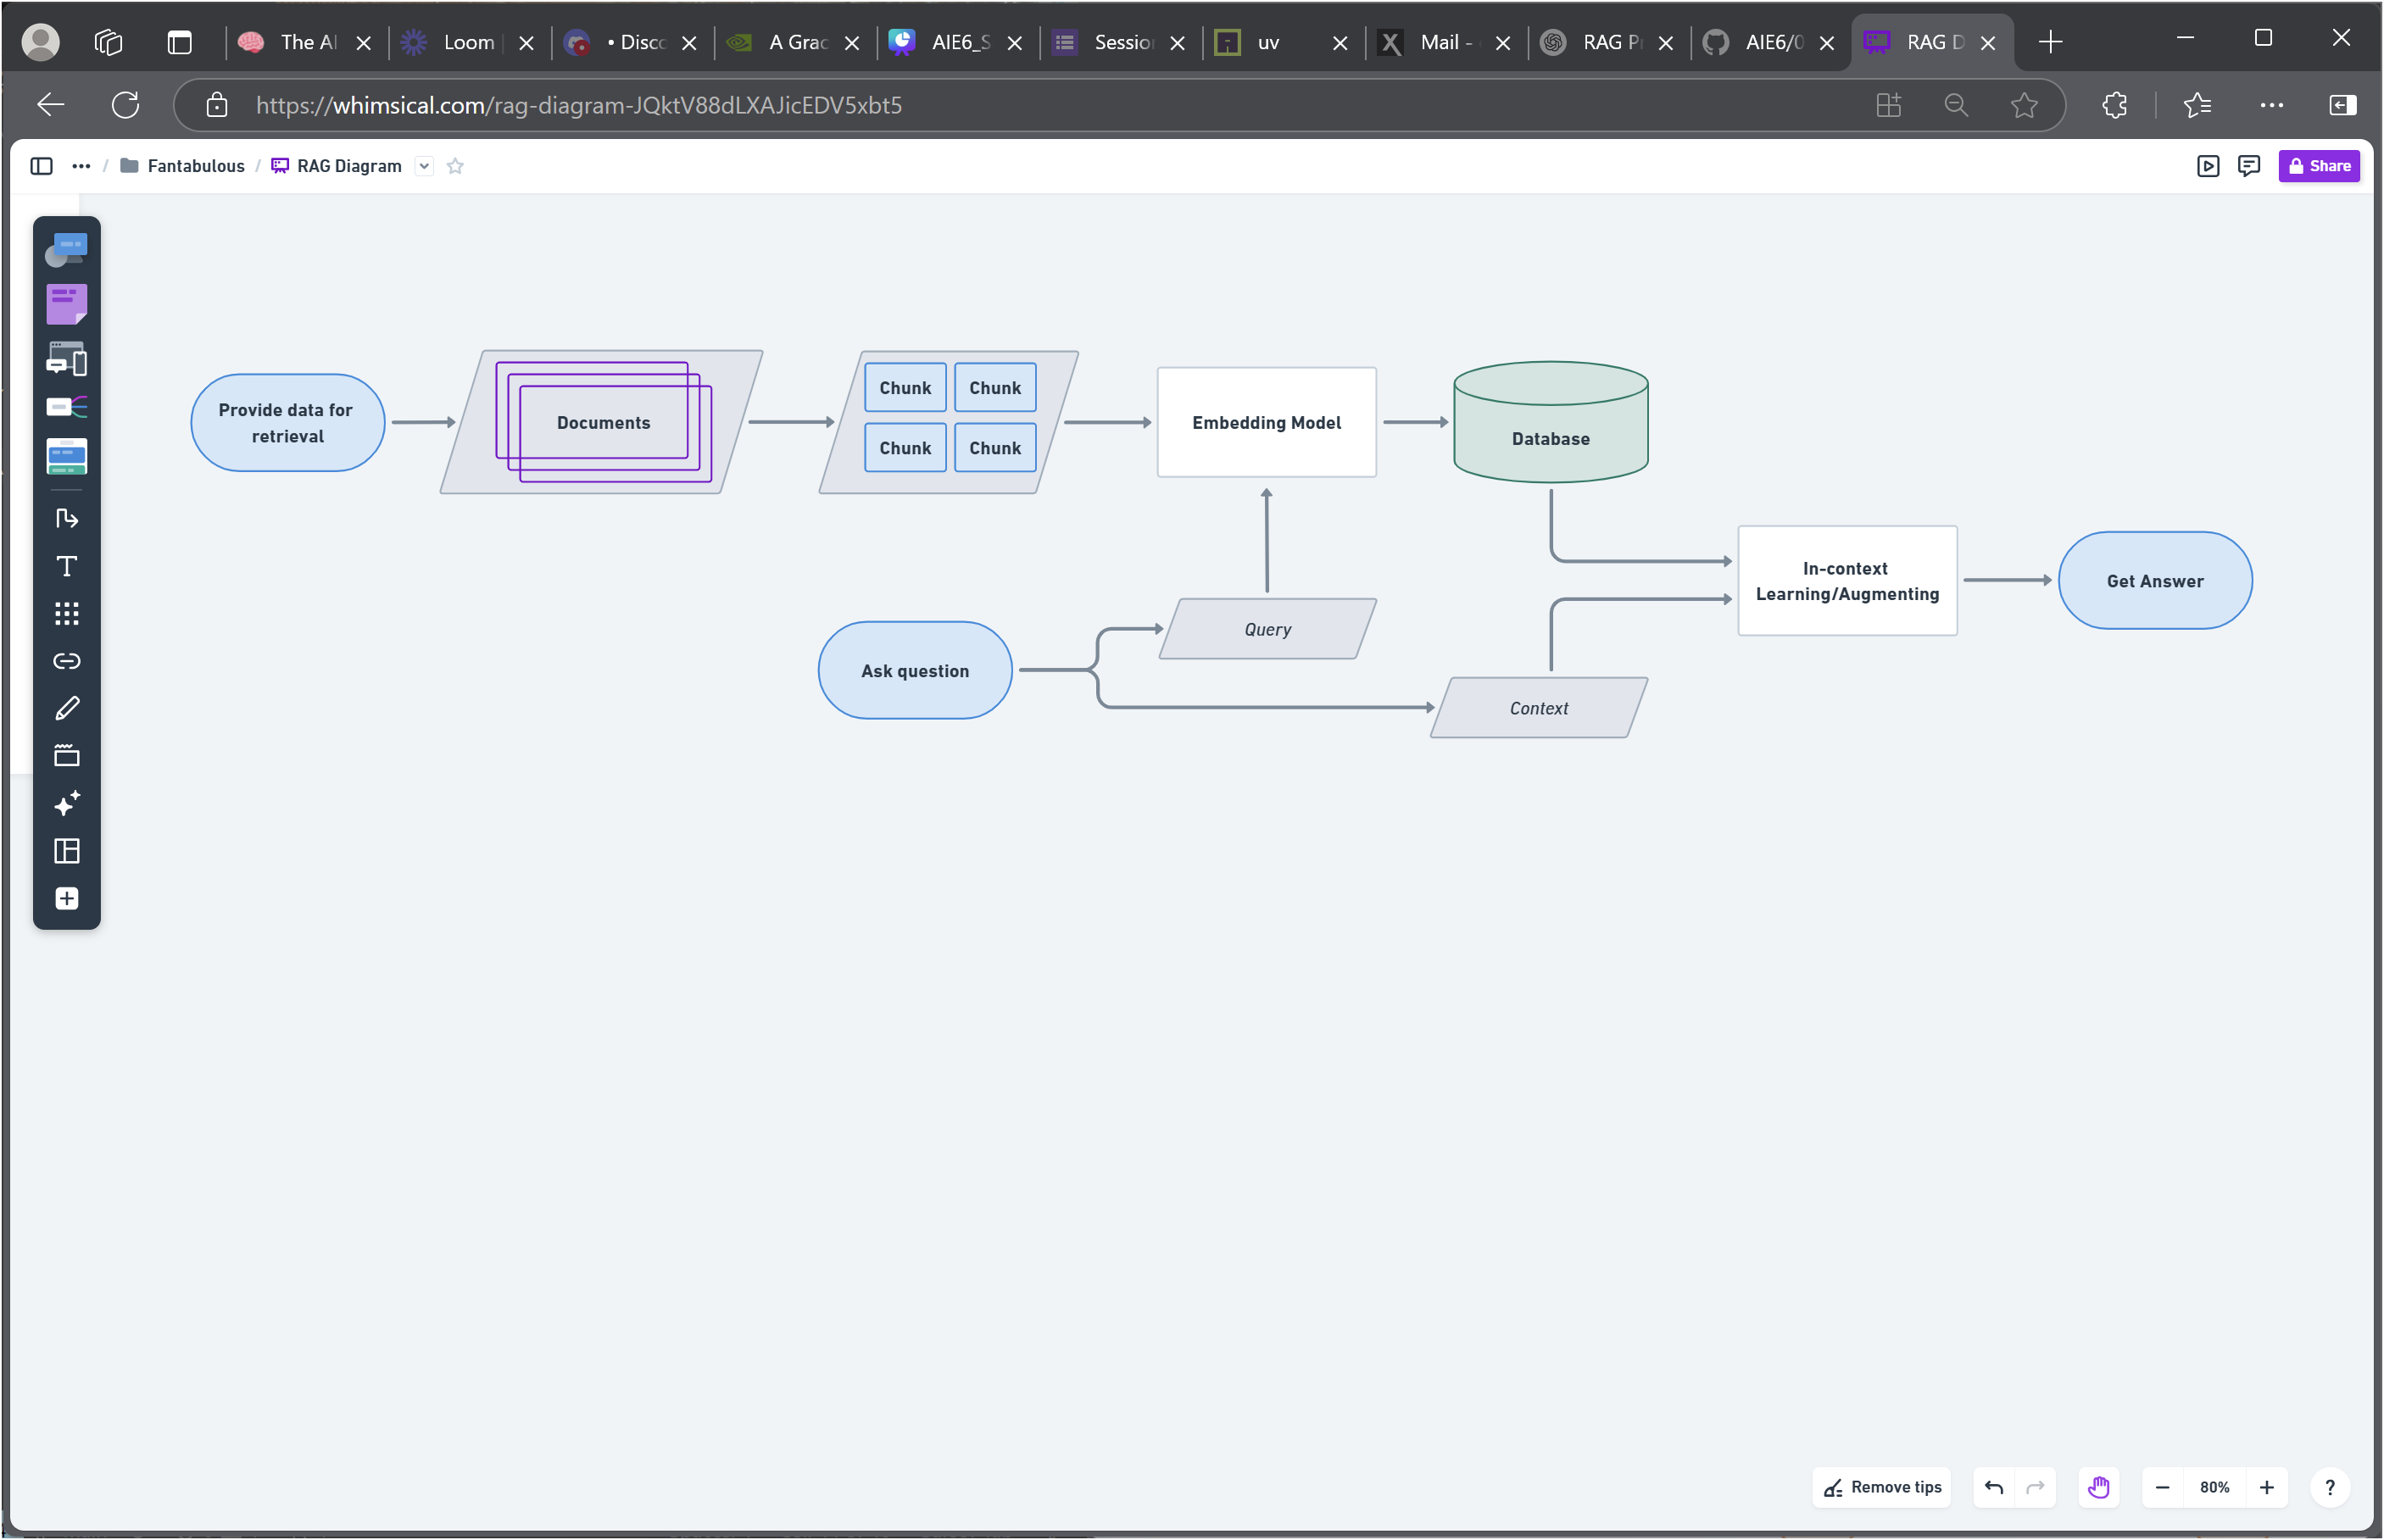 The AI
Loom
• Disco
A Grac
AIE6_S
Session
uv
Mail -
RAG Pr
AIE6/0
RAG D
https://whimsical.com/rag-diagram-JQktV88dLXAJicEDV5xbt5
/ Fantabulous / RAG Diagram
Share
Provide data for
retrieval
Documents
Chunk Chunk
Chunk Chunk
Embedding Model
Database
In-context
Learning/Augmenting
Get Answer
Query
Ask question
Context
Remove tips
80%
?